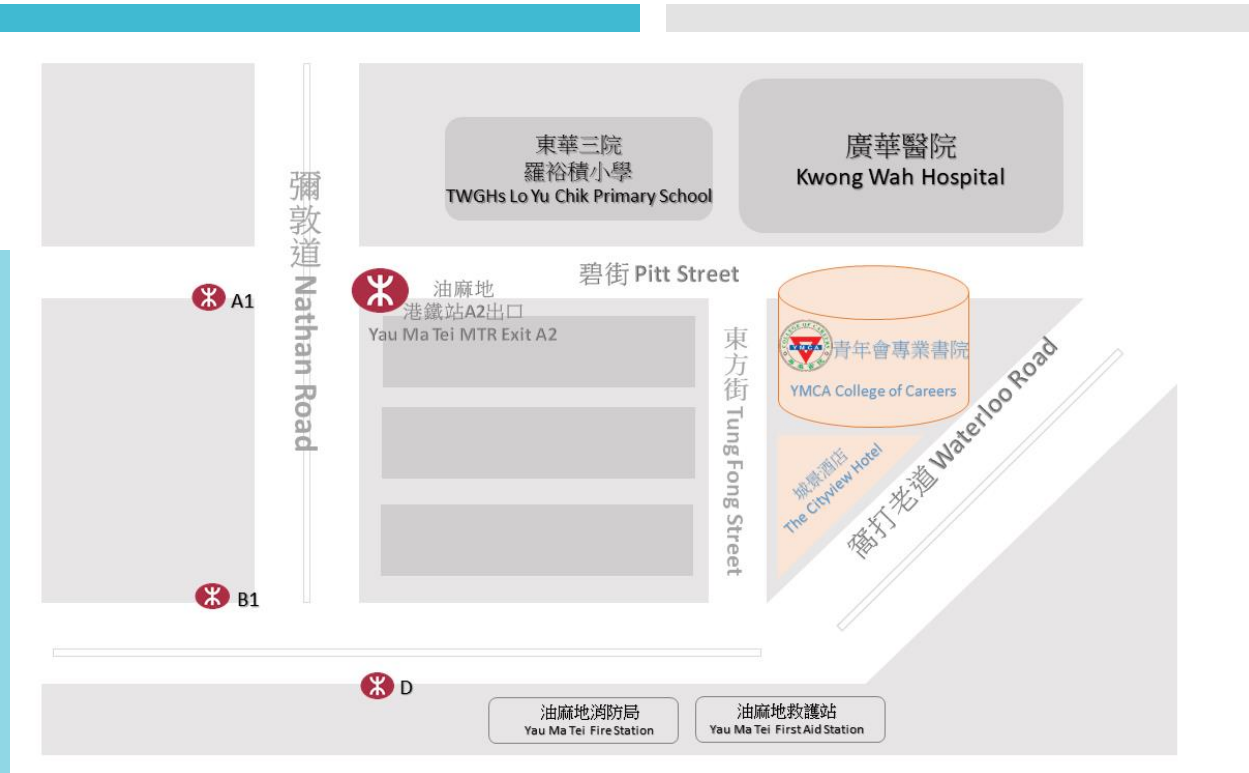 東華三院
羅裕積小學
TWGHs Lo Yu Chik Primary School
廣華醫院
Kwong Wah Hospital
彌敦道 Nathan Road
碧街 Pitt Street
A1
油麻地
港鐵站A2出口
Yau Ma Tei MTR Exit A2
東方街 Tung Fong Street
COLLEGE OF CAREERS
YMCA
青年會專業書院
YMCA College of Careers
窩打老道 Waterloo Road
城景酒店
The Cityview Hotel
B1
D
油麻地消防局
Yau Ma Tei Fire Station
油麻地救護站
Yau Ma Tei First Aid Station